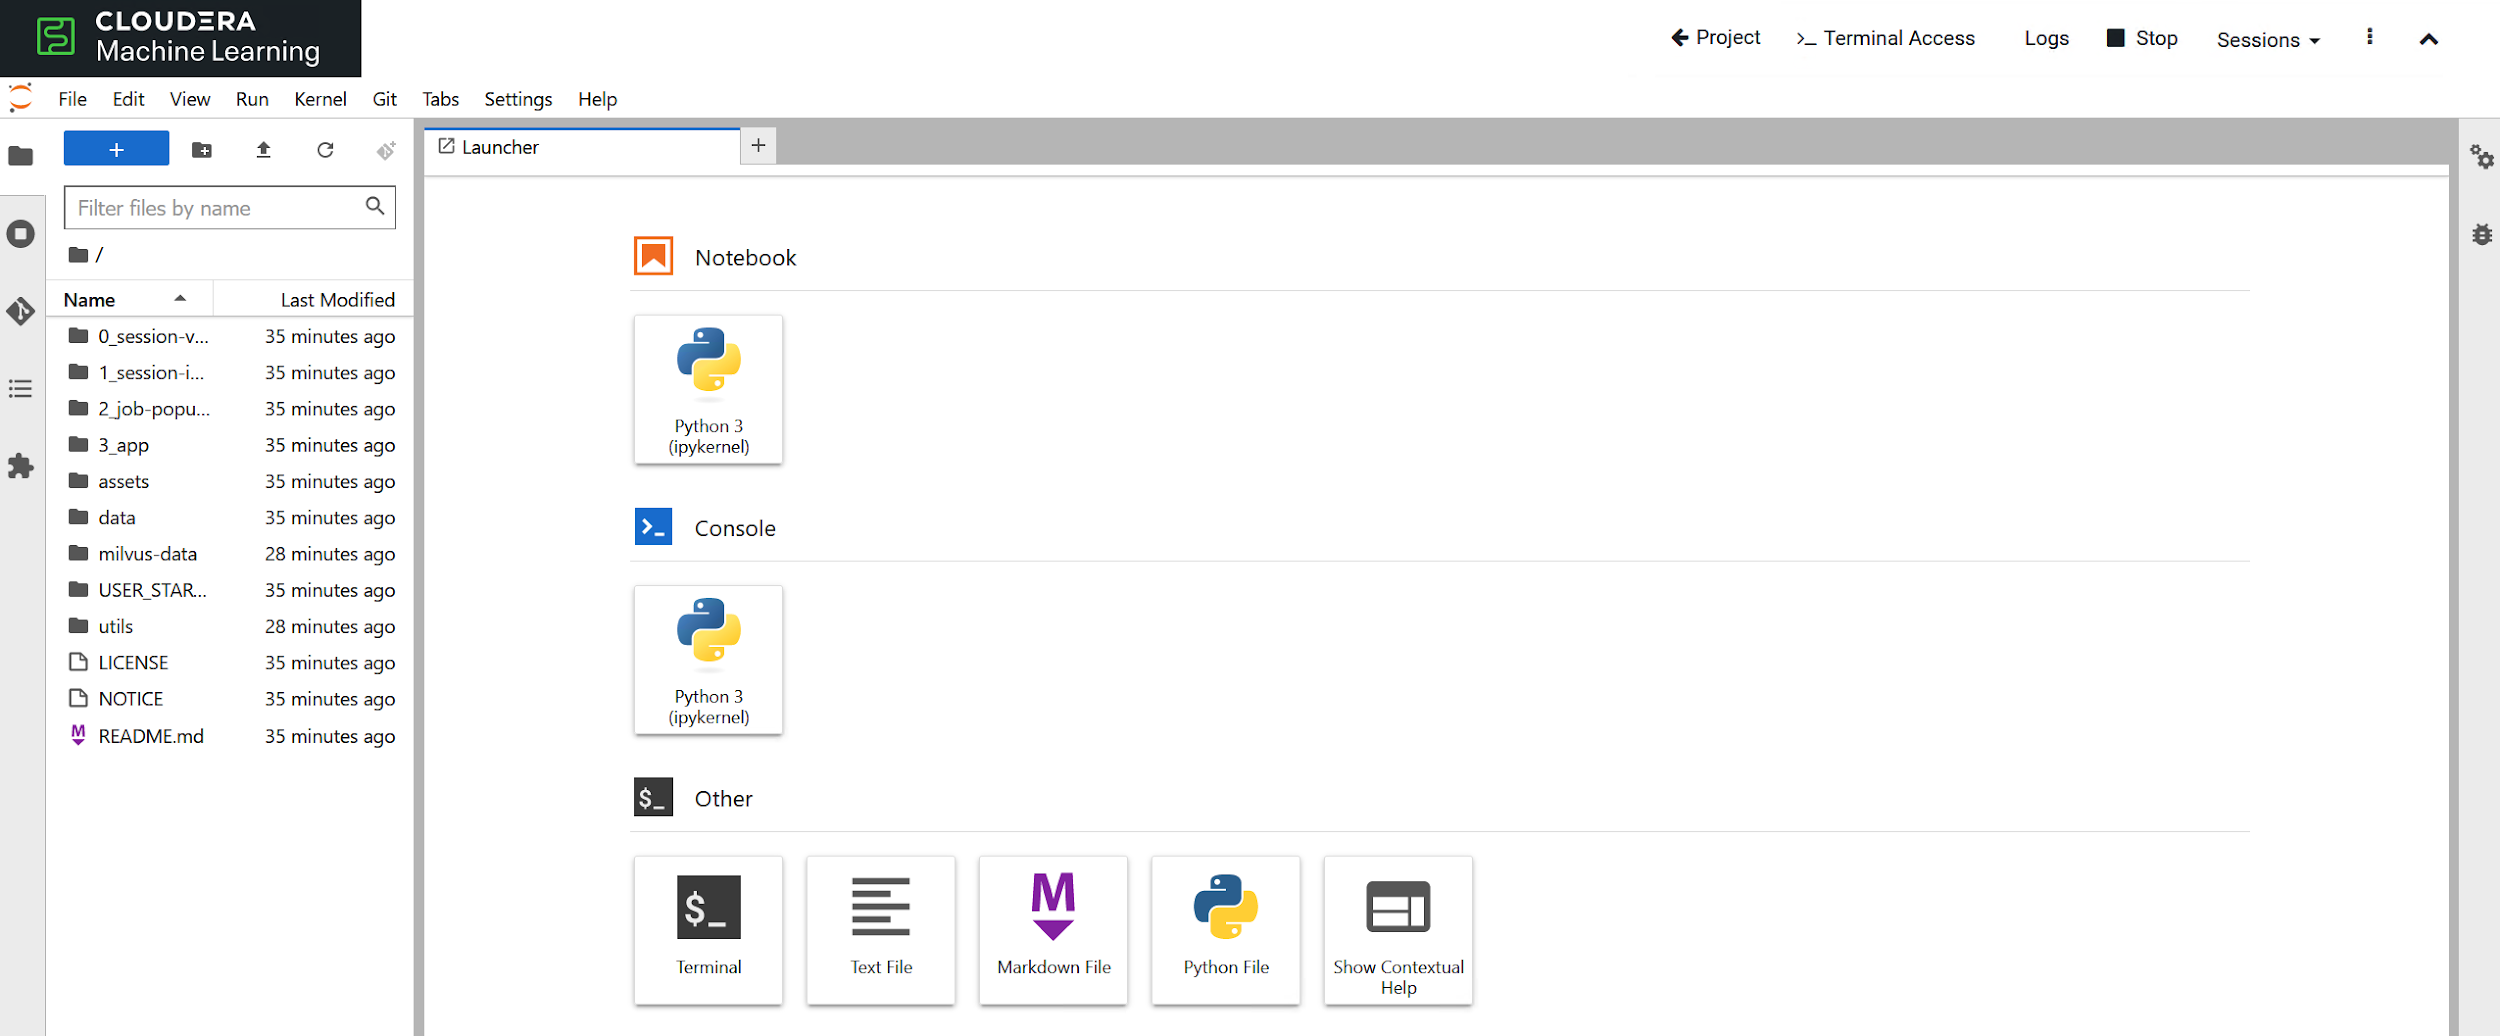 CLOUDERA
Machine Learning
Project
Terminal Access
Logs
Stop
Sessions
File Edit View Run Kernel Git Tabs Settings Help
+
Launcher
+
Filter files by name
/
Name Last Modified
0_session-v... 35 minutes ago
1_session-i... 35 minutes ago
2_job-popu... 35 minutes ago
3_app 35 minutes ago
assets 35 minutes ago
data 35 minutes ago
milvus-data 28 minutes ago
USER_STAR... 35 minutes ago
utils 28 minutes ago
LICENSE 35 minutes ago
NOTICE 35 minutes ago
README.md 35 minutes ago
Notebook
Python 3
(ipykernel)
Console
Python 3
(ipykernel)
$_ Other
$_
Terminal
Text File
M
Markdown File
Python File
Show Contextual
Help